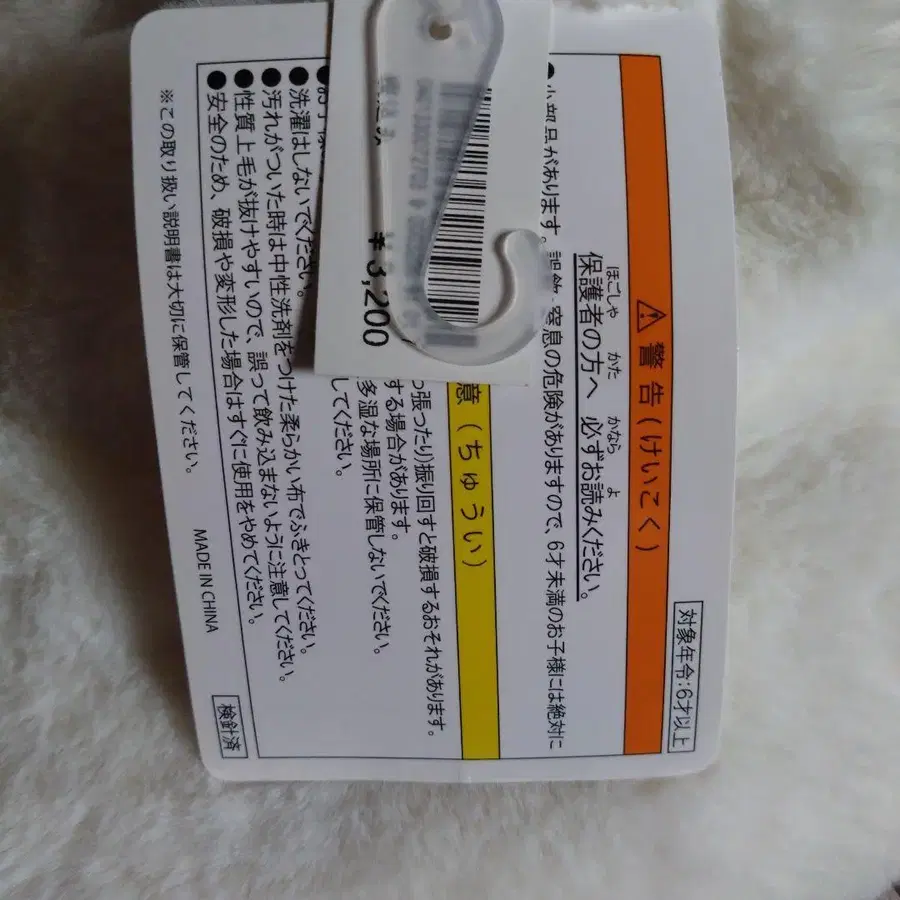 対象年令:6才以上
⚠警告(けいこく)
ほごしゃ かた かなら よ
保護者の方へ 必ずお読みください。
小部品があります。誤飲、窒息の危険がありますので、6才未満のお子様には絶対に
意(ちゅうい)
っ張ったり)振り回すと破損するおそれがあります。
する場合があります。
多湿な場所に保管しないでください。
してください。
●洗濯はしないでください。
●汚れがついた時は中性洗剤をつけた柔らかい布でふきとってください。
●性質上毛が抜けやすいので、誤って飲み込まないように注意してください。
●安全のため、破損や変形した場合はすぐに使用をやめてください。
※この取り扱い説明書は大切に保管してください。
MADE IN CHINA
検針済
¥3,200